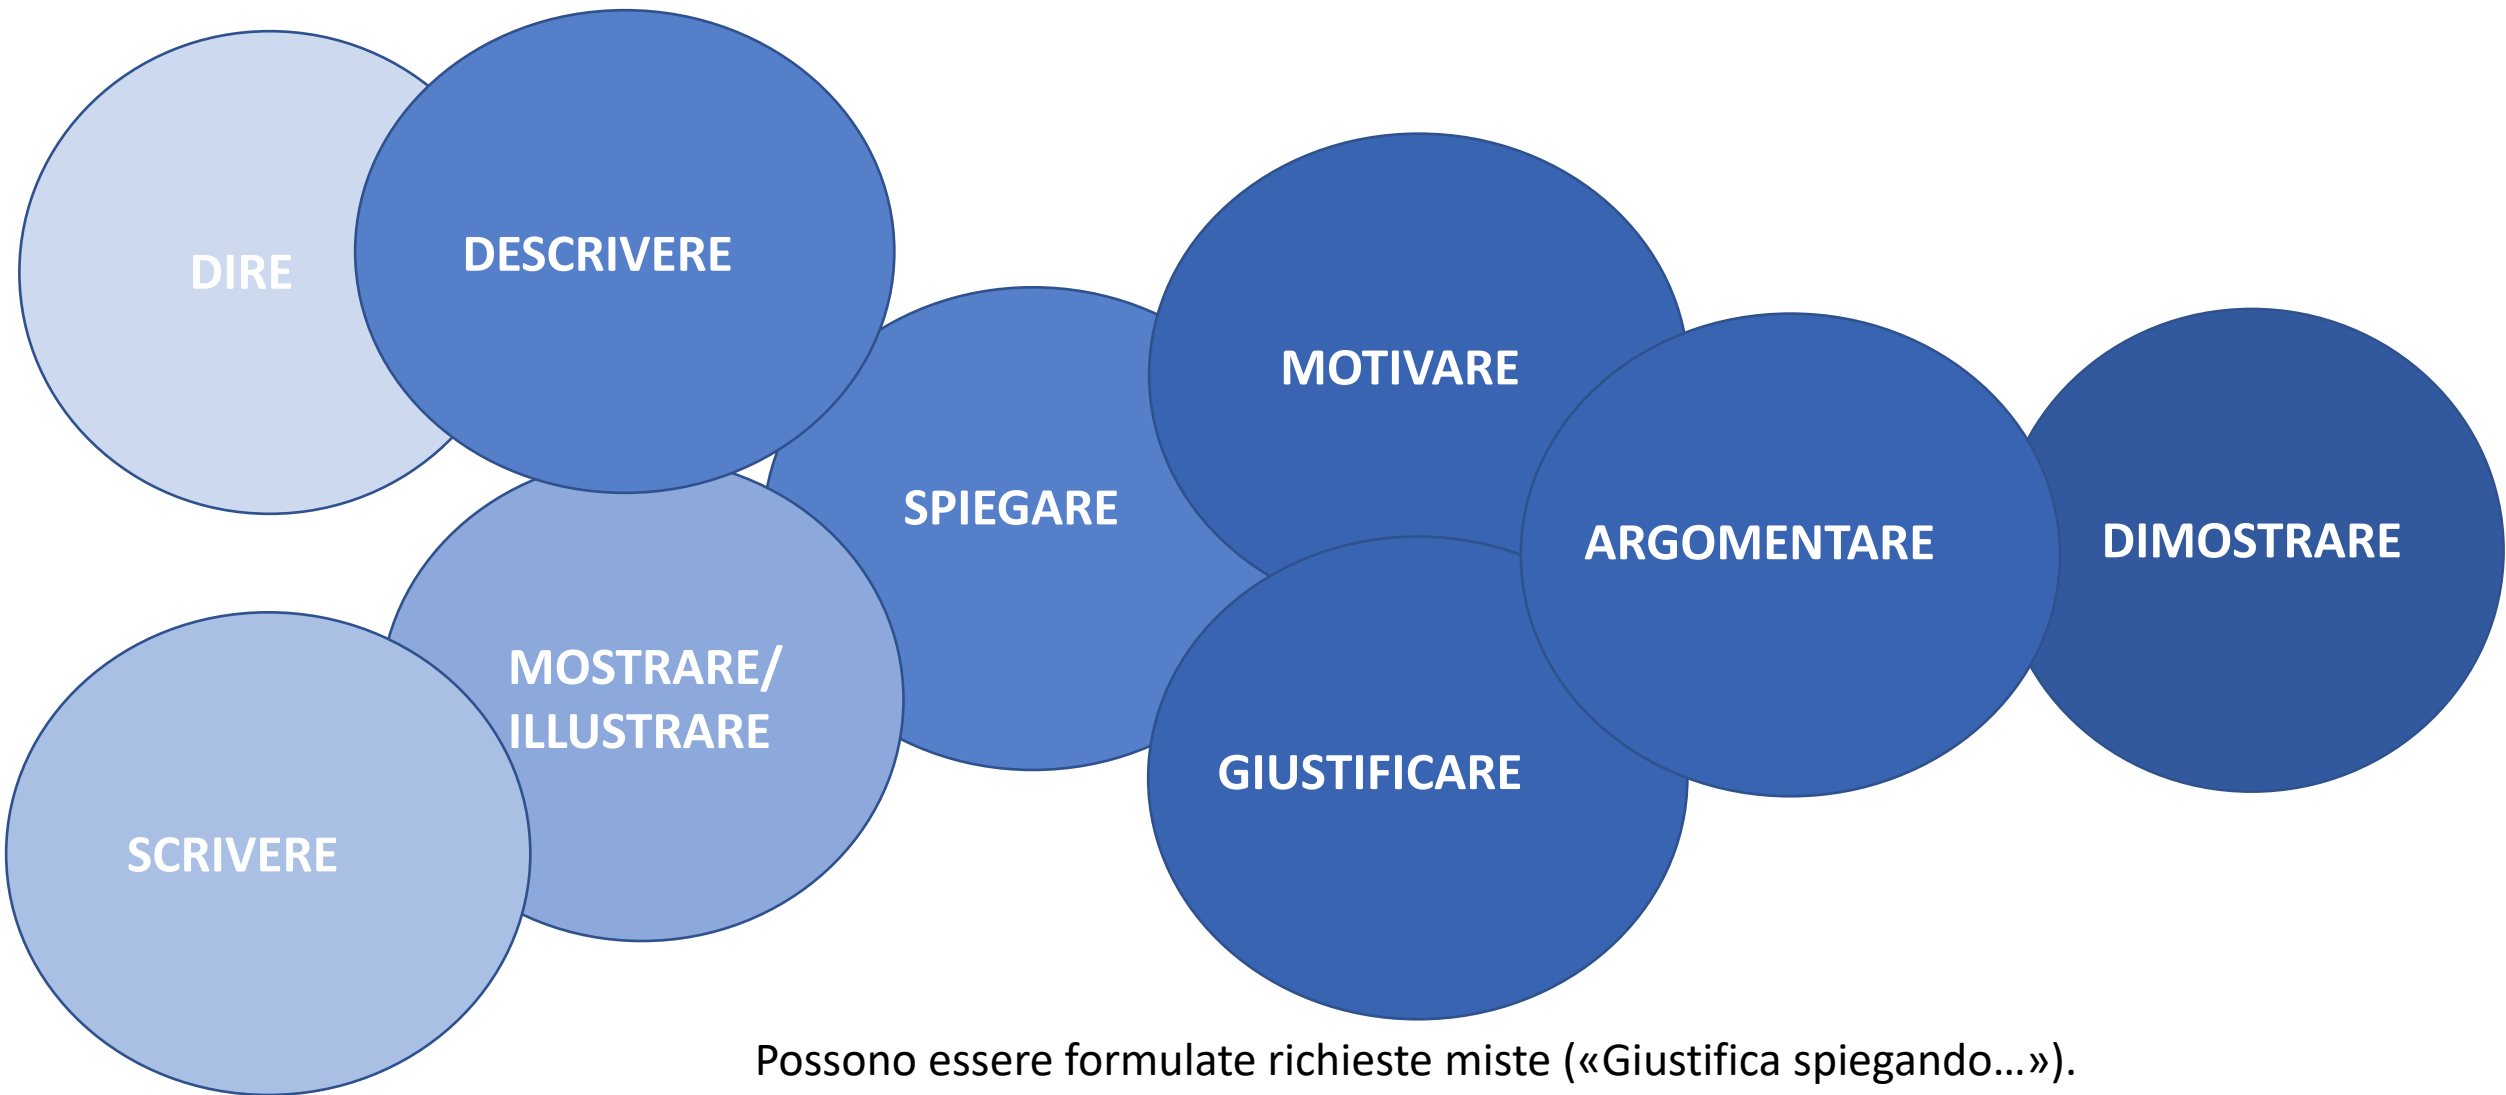 DIRE
DESCRIVERE
MOTIVARE
SPIEGARE
ARGOMENTARE
DIMOSTRARE
MOSTRARE/
ILLUSTRARE
GIUSTIFICARE
SCRIVERE
Possono essere formulate richieste miste («Giustifica spiegando...»).